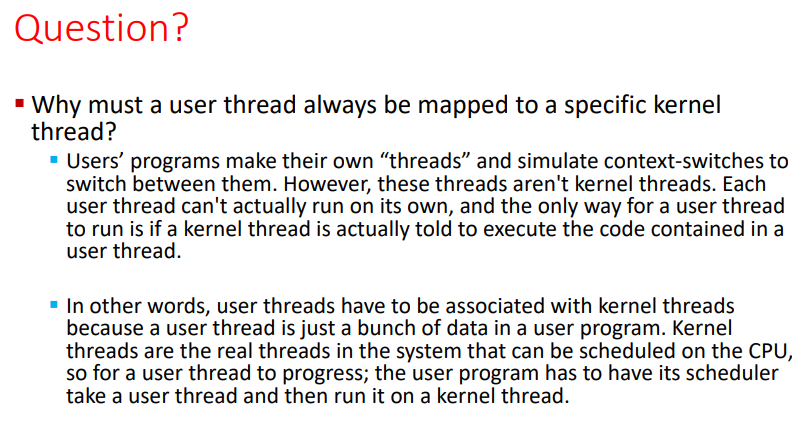 Question?
▪ Why must a user thread always be mapped to a specific kernel
thread?
▪ Users’ programs make their own “threads” and simulate context-switches to
switch between them. However, these threads aren't kernel threads. Each
user thread can't actually run on its own, and the only way for a user thread
to run is if a kernel thread is actually told to execute the code contained in a
user thread.
▪ In other words, user threads have to be associated with kernel threads
because a user thread is just a bunch of data in a user program. Kernel
threads are the real threads in the system that can be scheduled on the CPU,
so for a user thread to progress; the user program has to have its scheduler
take a user thread and then run it on a kernel thread.